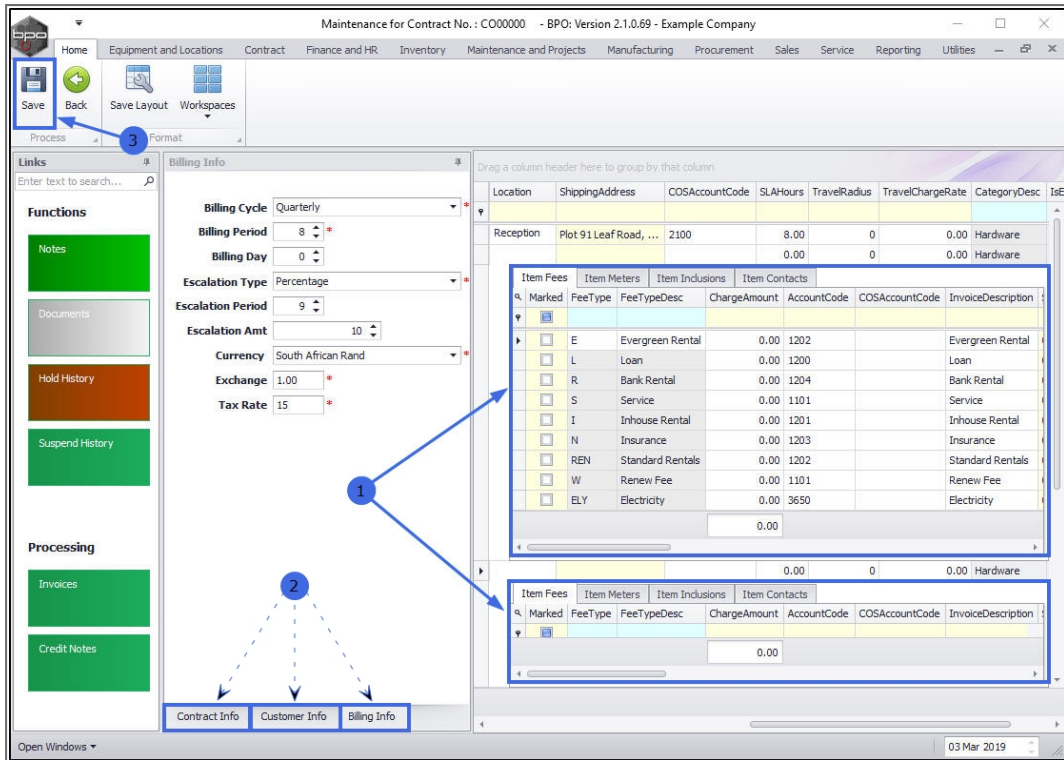 Maintenance for Contract No. : CO00000 - BPO: Version 2.1.0.69 - Example Company
bpo
Home Equipment and Locations Contract Finance and HR Inventory Maintenance and Projects Manufacturing Procurement Sales Service Reporting Utilities
Save Back Save Layout Workspaces
Process Format
3
Links
Enter text to search...
Functions
Notes
Documents
Hold History
Suspend History
Processing
Invoices
Credit Notes
Billing Info
Billing Cycle Quarterly *
Billing Period 8 *
Billing Day 0
Escalation Type Percentage *
Escalation Period 9
Escalation Amt 10
Currency South African Rand *
Exchange 1.00 *
Tax Rate 15 *
1
2
Contract Info Customer Info Billing Info
Drag a column header here to group by that column
Location ShippingAddress COSAccountCode SLAHours TravelRadius TravelChargeRate CategoryDesc IsE
Reception Plot 91 Leaf Road, ... 2100 8.00 0 0.00 Hardware
0.00 0 0.00 Hardware
Item Fees Item Meters Item Inclusions Item Contacts
Marked FeeType FeeTypeDesc ChargeAmount AccountCode COSAccountCode InvoiceDescription
E Evergreen Rental 0.00 1202 Evergreen Rental
L Loan 0.00 1200 Loan
R Bank Rental 0.00 1204 Bank Rental
S Service 0.00 1101 Service
I Inhouse Rental 0.00 1201 Inhouse Rental
N Insurance 0.00 1203 Insurance
REN Standard Rentals 0.00 1202 Standard Rentals
W Renew Fee 0.00 1101 Renew Fee
ELY Electricity 0.00 3650 Electricity
0.00
0.00 0 0.00 Hardware
Item Fees Item Meters Item Inclusions Item Contacts
Marked FeeType FeeTypeDesc ChargeAmount AccountCode COSAccountCode InvoiceDescription
0.00
Open Windows
03 Mar 2019